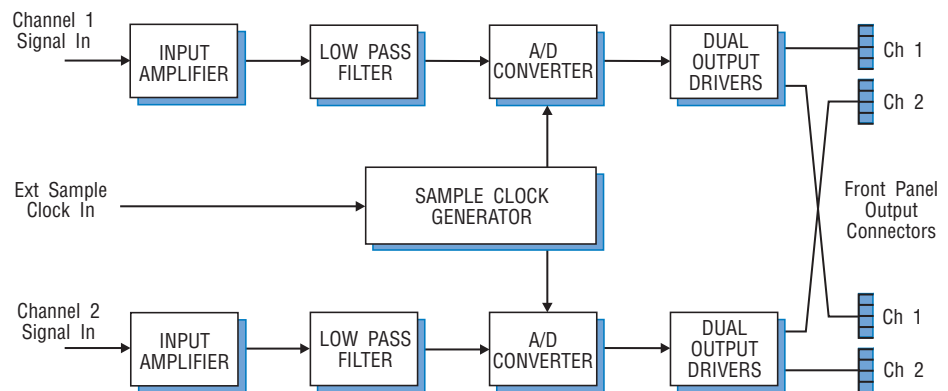 Channel 1
Signal In
INPUT
AMPLIFIER
LOW PASS
FILTER
A/D
CONVERTER
DUAL
OUTPUT
DRIVERS
Ch 1
Ch 2
Ext Sample
Clock In
SAMPLE CLOCK
GENERATOR
Front Panel
Output
Connectors
Channel 2
Signal In
INPUT
AMPLIFIER
LOW PASS
FILTER
A/D
CONVERTER
DUAL
OUTPUT
DRIVERS
Ch 1
Ch 2